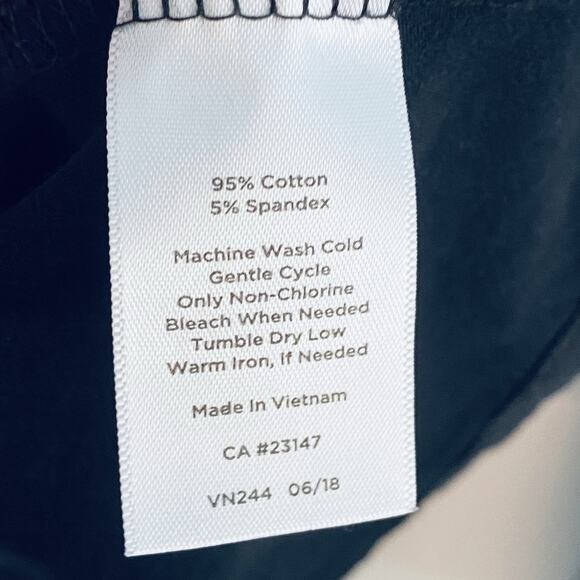 95% Cotton
5% Spandex
Machine Wash Cold
Gentle Cycle
Only Non-Chlorine
Bleach When Needed
Tumble Dry Low
Warm Iron, If Needed
Made In Vietnam
CA #23147
VN244 06/18